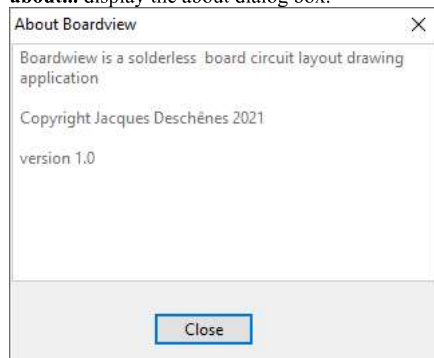 about... display the about dialog box.
About Boardview
Boardwiew is a solderless board circuit layout drawing
application
Copyright Jacques Deschênes 2021
version 1.0
Close